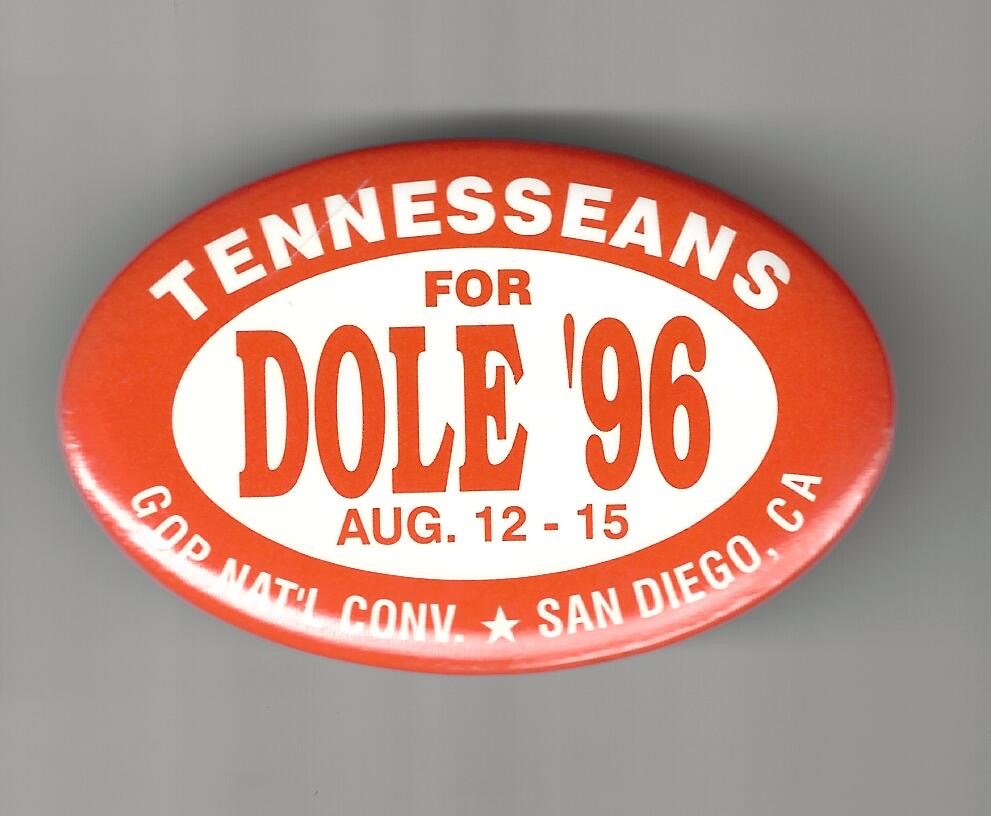 TENNESSEANS
FOR
DOLE '96
AUG. 12 - 15
GOP NAT'L CONV. ★ SAN DIEGO, CA